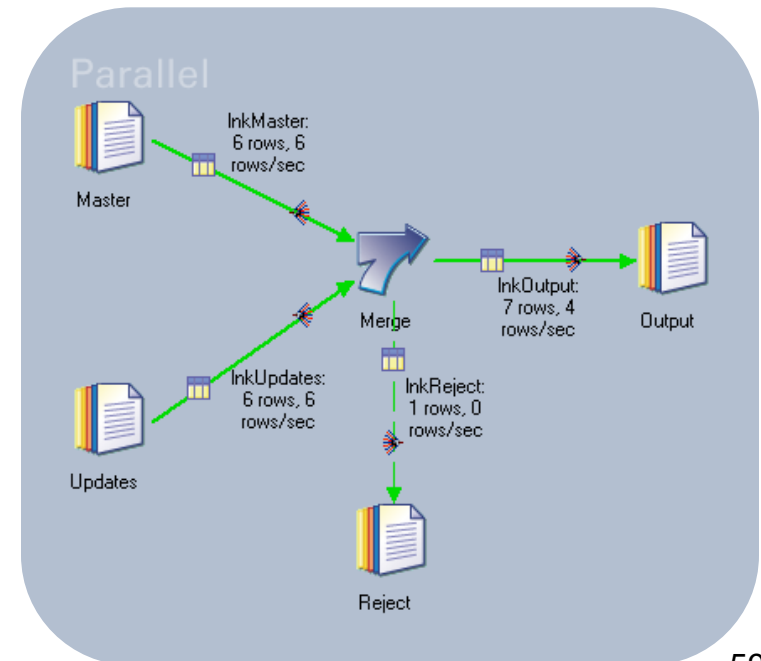 Parallel
lnkMaster:
6 rows, 6
rows/sec
Master
lnkOutput:
7 rows, 4
rows/sec
Merge
Output
lnkUpdates:
6 rows, 6
rows/sec
lnkReject:
1 rows, 0
rows/sec
Updates
Reject